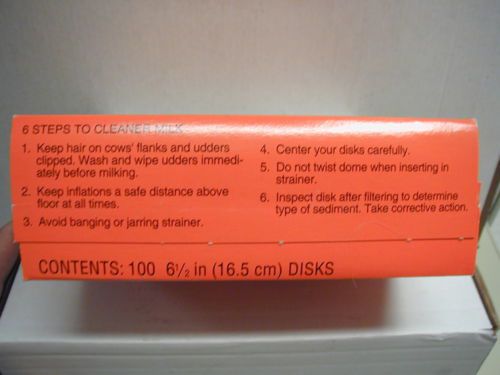 6 STEPS TO CLEANER MILK
1. Keep hair on cows' flanks and udders
clipped. Wash and wipe udders immedi-
ately before milking.
2. Keep inflations a safe distance above
floor at all times.
3. Avoid banging or jarring strainer.
4. Center your disks carefully.
5. Do not twist dome when inserting in
strainer.
6. Inspect disk after filtering to determine
type of sediment. Take corrective action.
CONTENTS: 100 6½ in (16.5 cm) DISKS